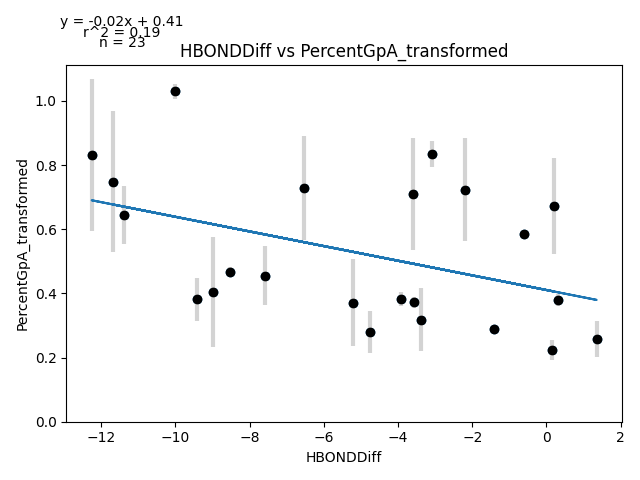 y = -0.02x + 0.41
r^2 = 0.19
n = 23
HBONDDiff vs PercentGpA_transformed
PercentGpA_transformed
1.0
0.8
0.6
0.4
0.2
0.0
−12
−10
−8
−6
−4
−2
0
2
HBONDDiff